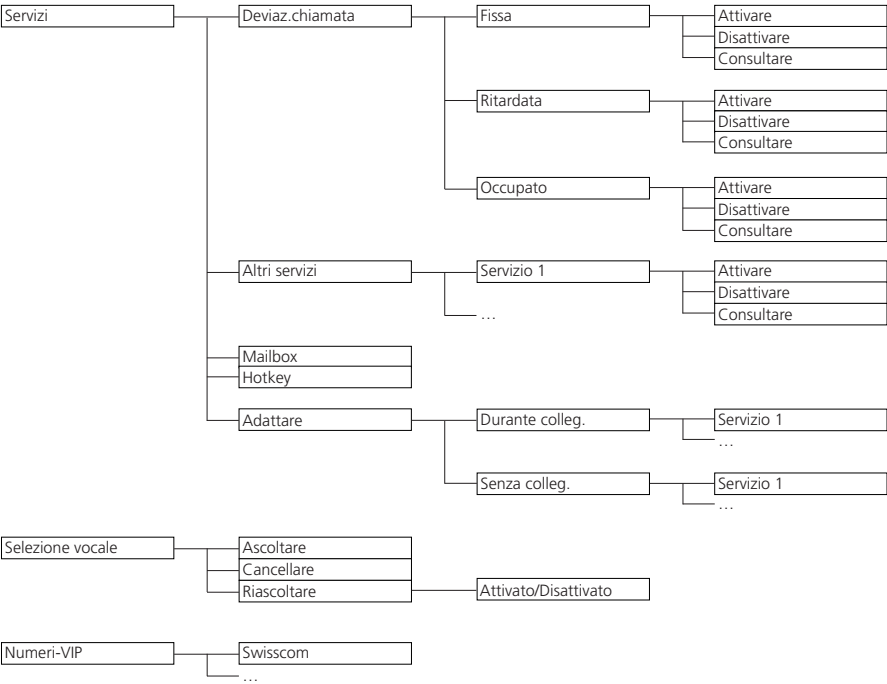 Servizi
Deviaz.chiamata
Fissa
Attivare
Disattivare
Consultare
Ritardata
Attivare
Disattivare
Consultare
Occupato
Attivare
Disattivare
Consultare
Altri servizi
Servizio 1
Attivare
Disattivare
Consultare
…
Mailbox
Hotkey
Adattare
Durante colleg.
Servizio 1
…
Senza colleg.
Servizio 1
…
Selezione vocale
Ascoltare
Cancellare
Riascoltare
Attivato/Disattivato
Numeri-VIP
Swisscom
…